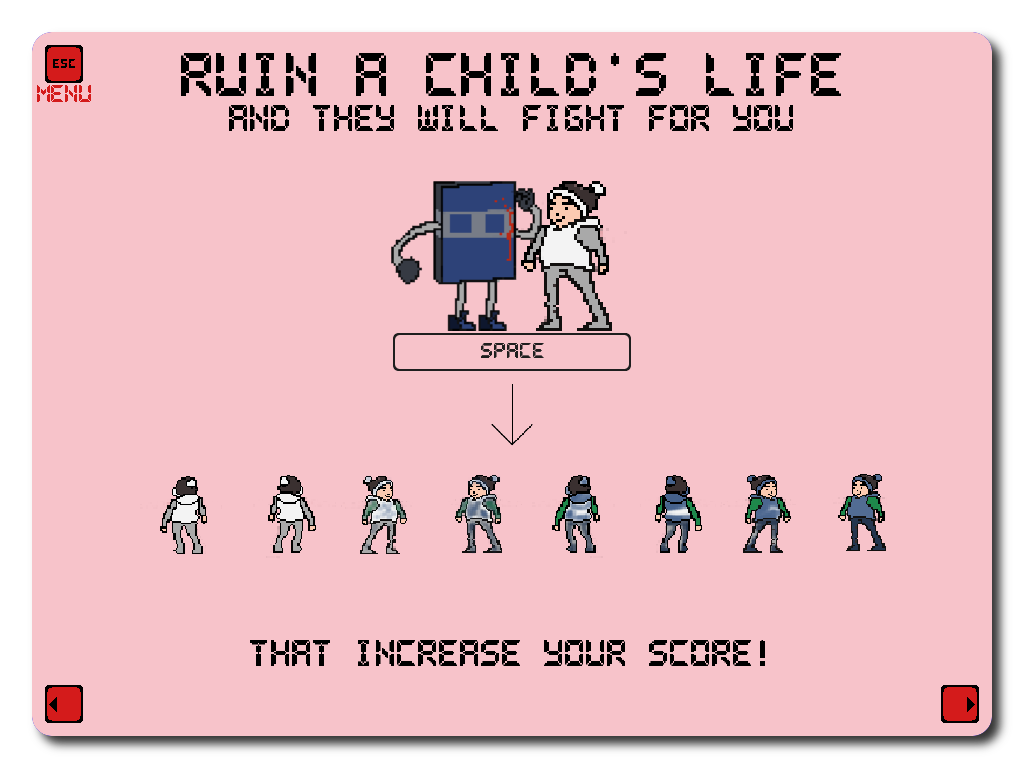 ESC
MENU
RUIN A CHILD'S LIFE
AND THEY WILL FIGHT FOR YOU
SPACE
THAT INCREASE YOUR SCORE!